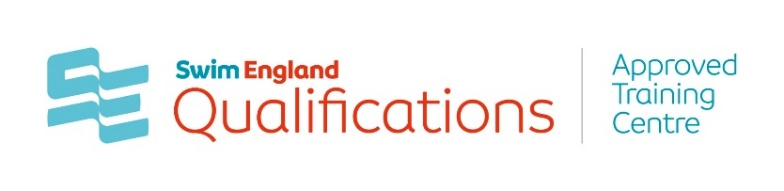 Swim England
Qualifications
Approved
Training
Centre